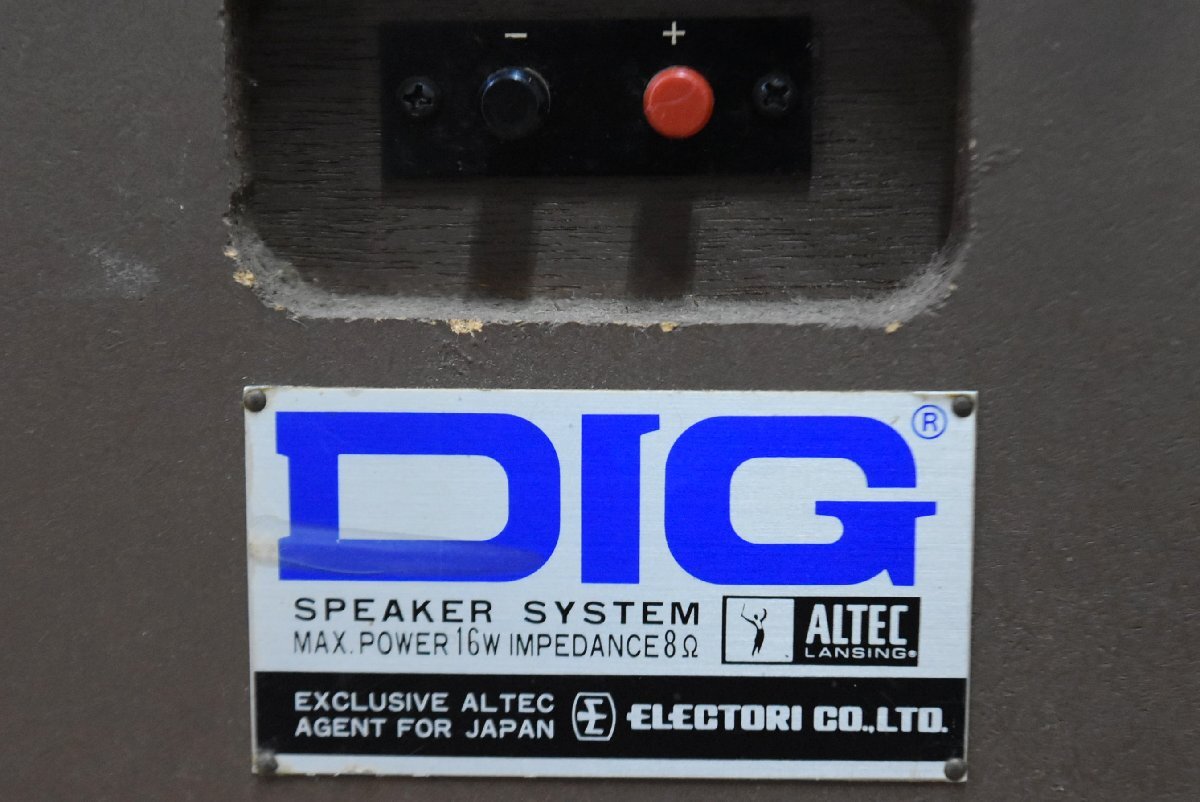 - +
DIG®
SPEAKER SYSTEM
MAX. POWER 16W IMPEDANCE 8Ω
ALTEC
LANSING®
EXCLUSIVE ALTEC
AGENT FOR JAPAN
ELECTORI CO.,LTD.